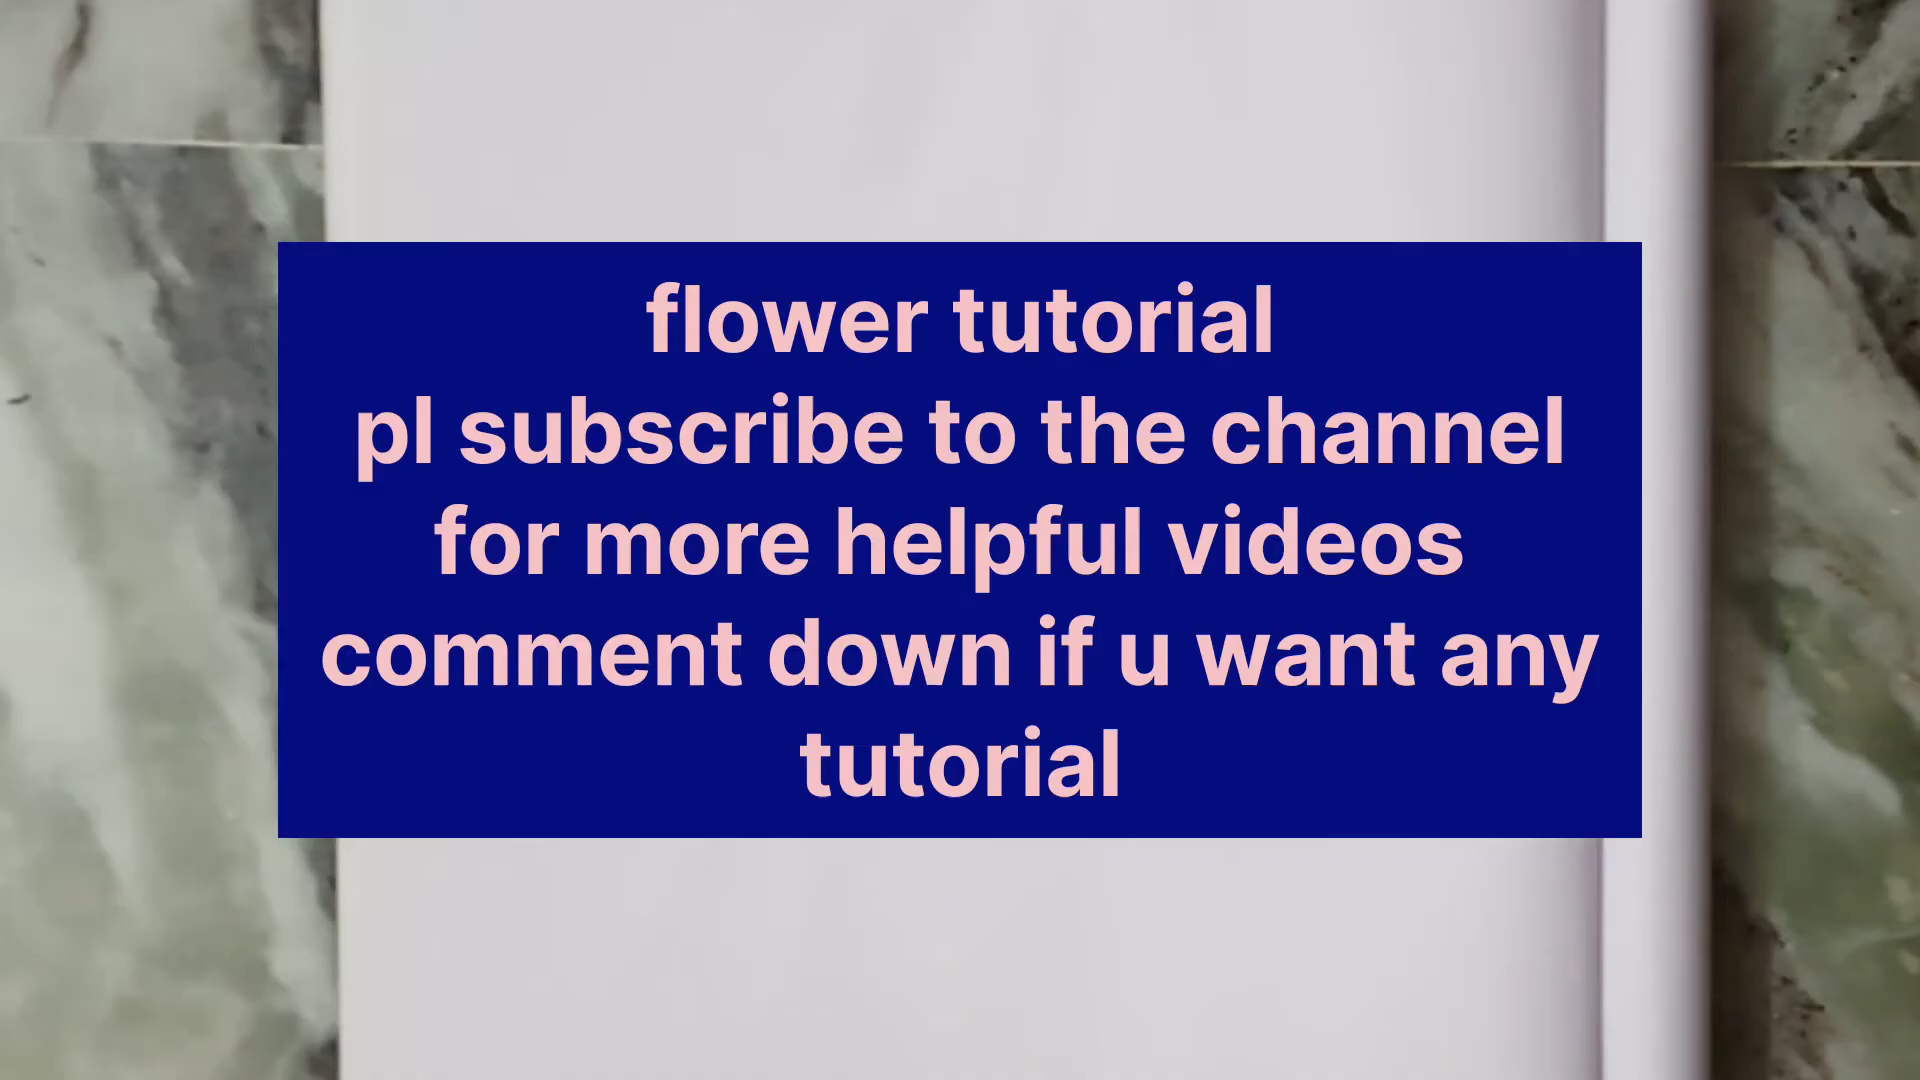 flower tutorial
pl subscribe to the channel
for more helpful videos
comment down if u want any
tutorial